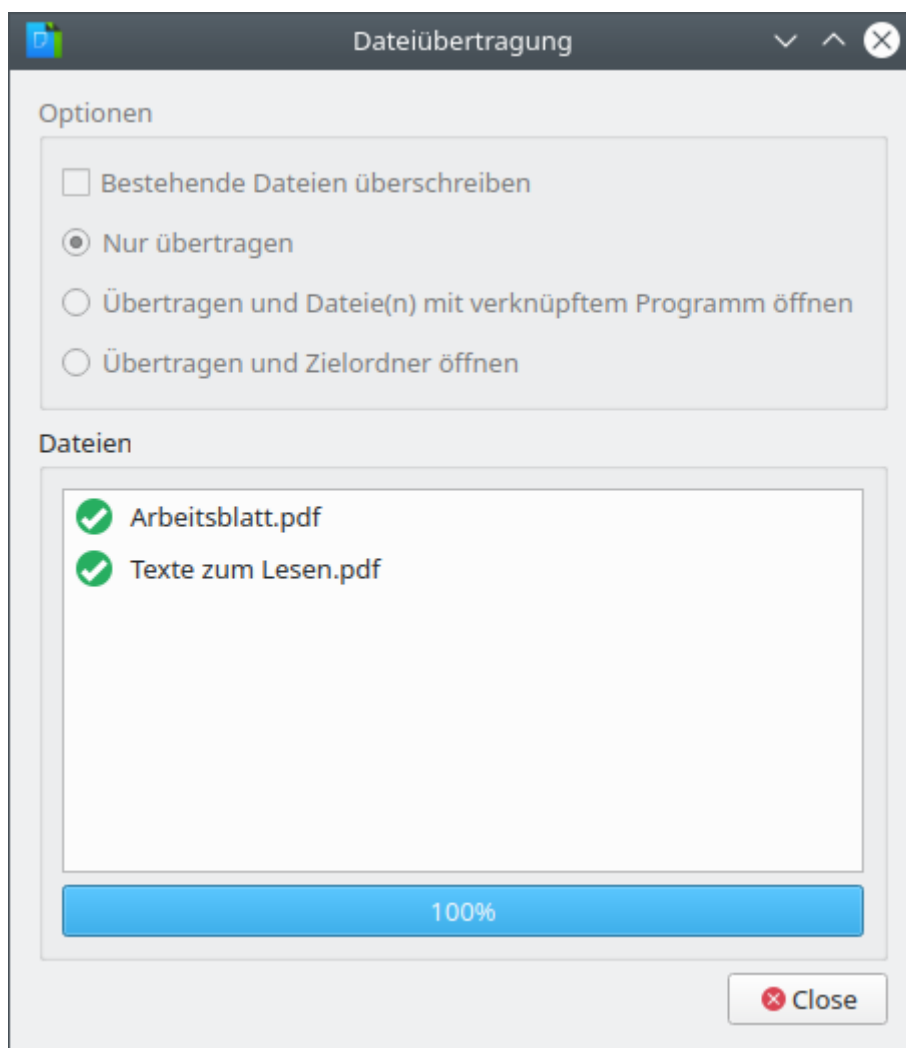 Dateiübertragung
Optionen
Bestehende Dateien überschreiben
Nur übertragen
Übertragen und Dateie(n) mit verknüpftem Programm öffnen
Übertragen und Zielordner öffnen
Dateien
Arbeitsblatt.pdf
Texte zum Lesen.pdf
100%
Close